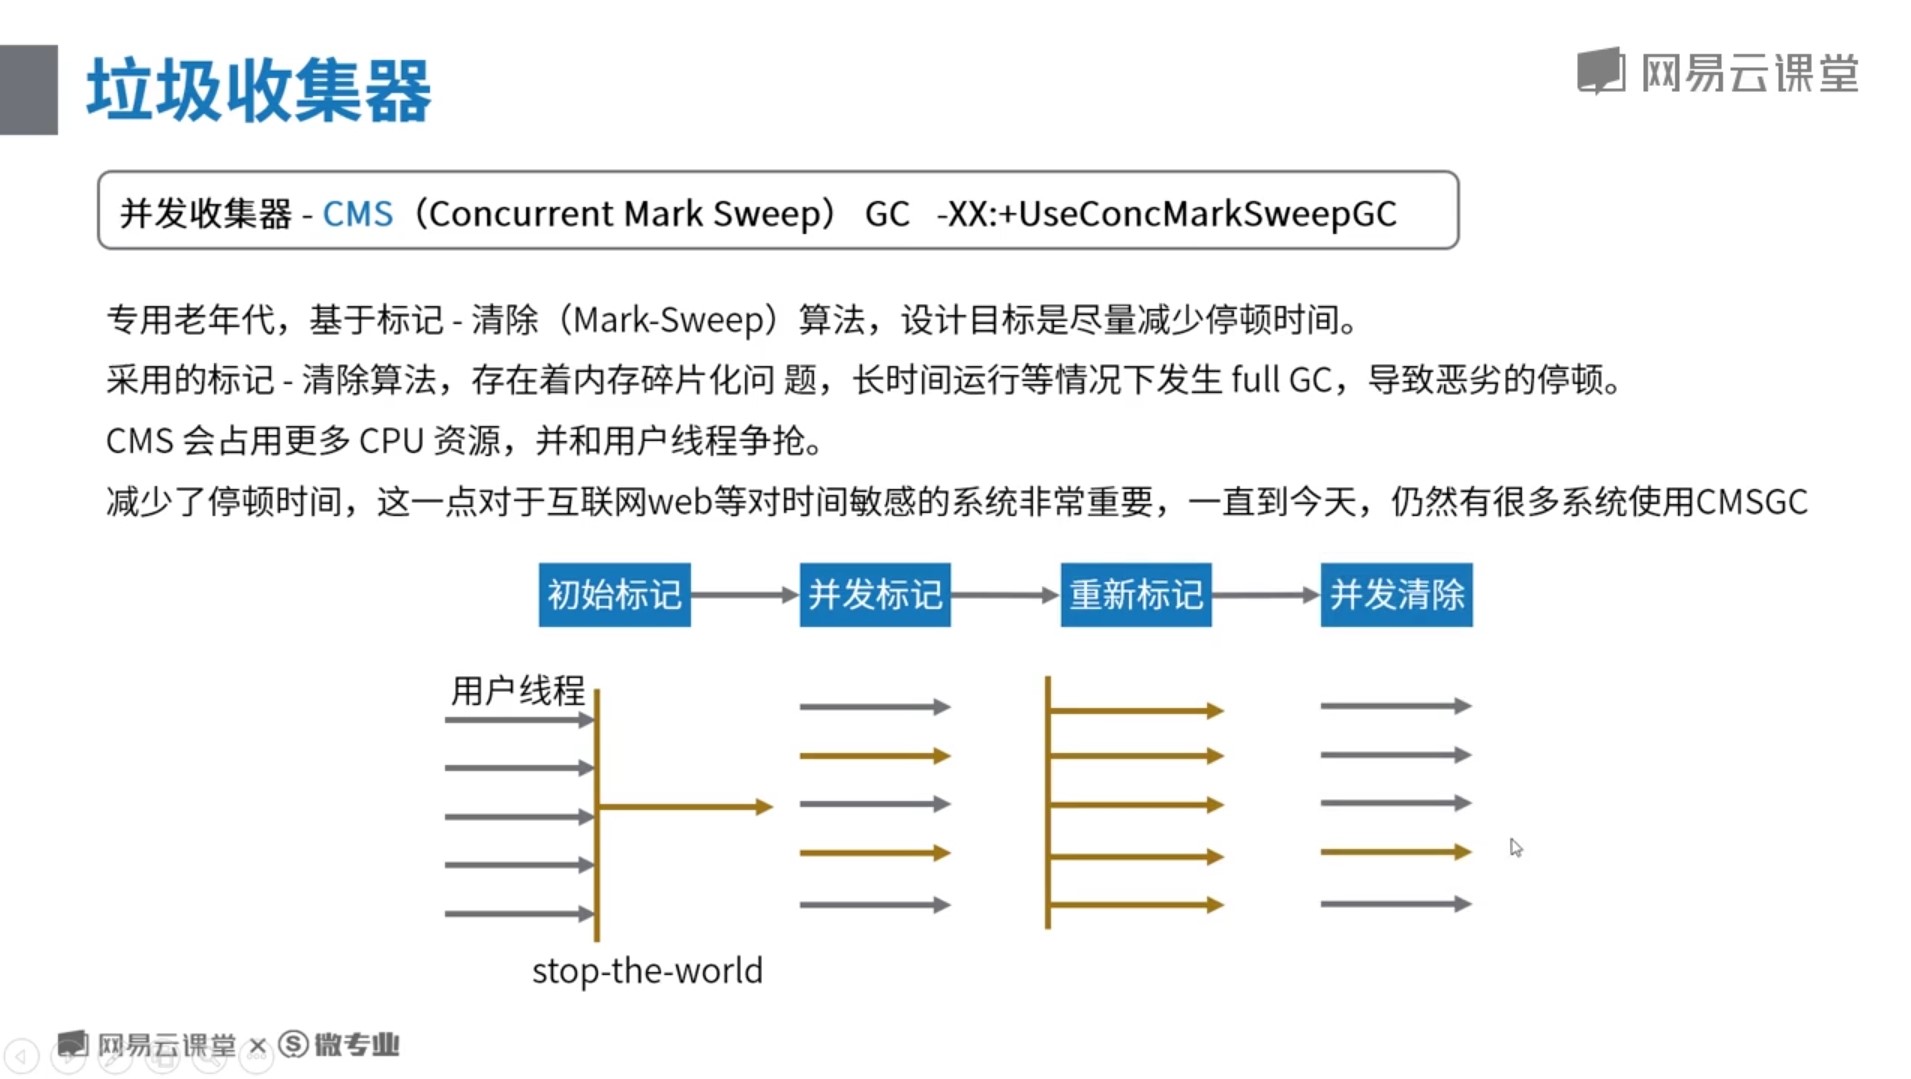 垃圾收集器
网易云课堂
并发收集器 - CMS（Concurrent Mark Sweep） GC -XX:+UseConcMarkSweepGC
专用老年代，基于标记 - 清除（Mark-Sweep）算法，设计目标是尽量减少停顿时间。
采用的标记 - 清除算法，存在着内存碎片化问 题，长时间运行等情况下发生 full GC，导致恶劣的停顿。
CMS 会占用更多 CPU 资源，并和用户线程争抢。
减少了停顿时间，这一点对于互联网web等对时间敏感的系统非常重要，一直到今天，仍然有很多系统使用CMSGC
初始标记 并发标记 重新标记 并发清除
用户线程
stop-the-world
网易云课堂 × 微专业